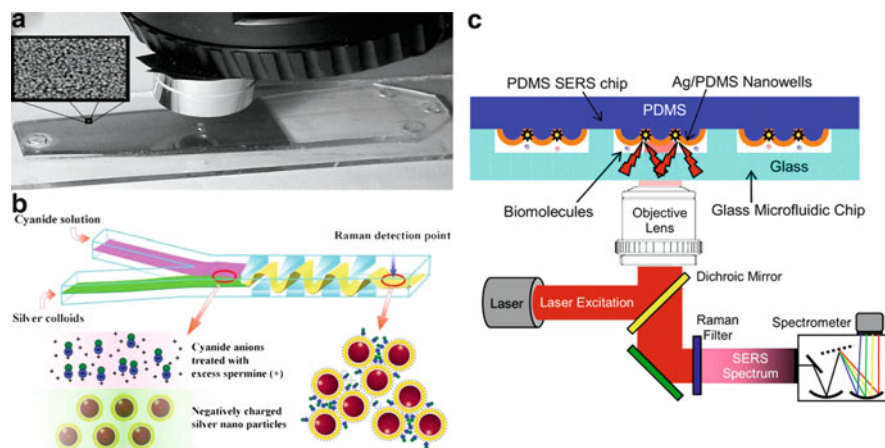 a
b
Cyanide solution
Raman detection point
Silver colloids
Cyanide anions
treated with
excess spermine (+)
Negatively charged
silver nano particles
c
PDMS SERS chip
Ag/PDMS Nanowells
PDMS
Glass
Biomolecules
Glass Microfluidic Chip
Objective
Lens
Dichroic Mirror
Laser
Laser Excitation
Raman
Filter
Spectrometer
SERS
Spectrum